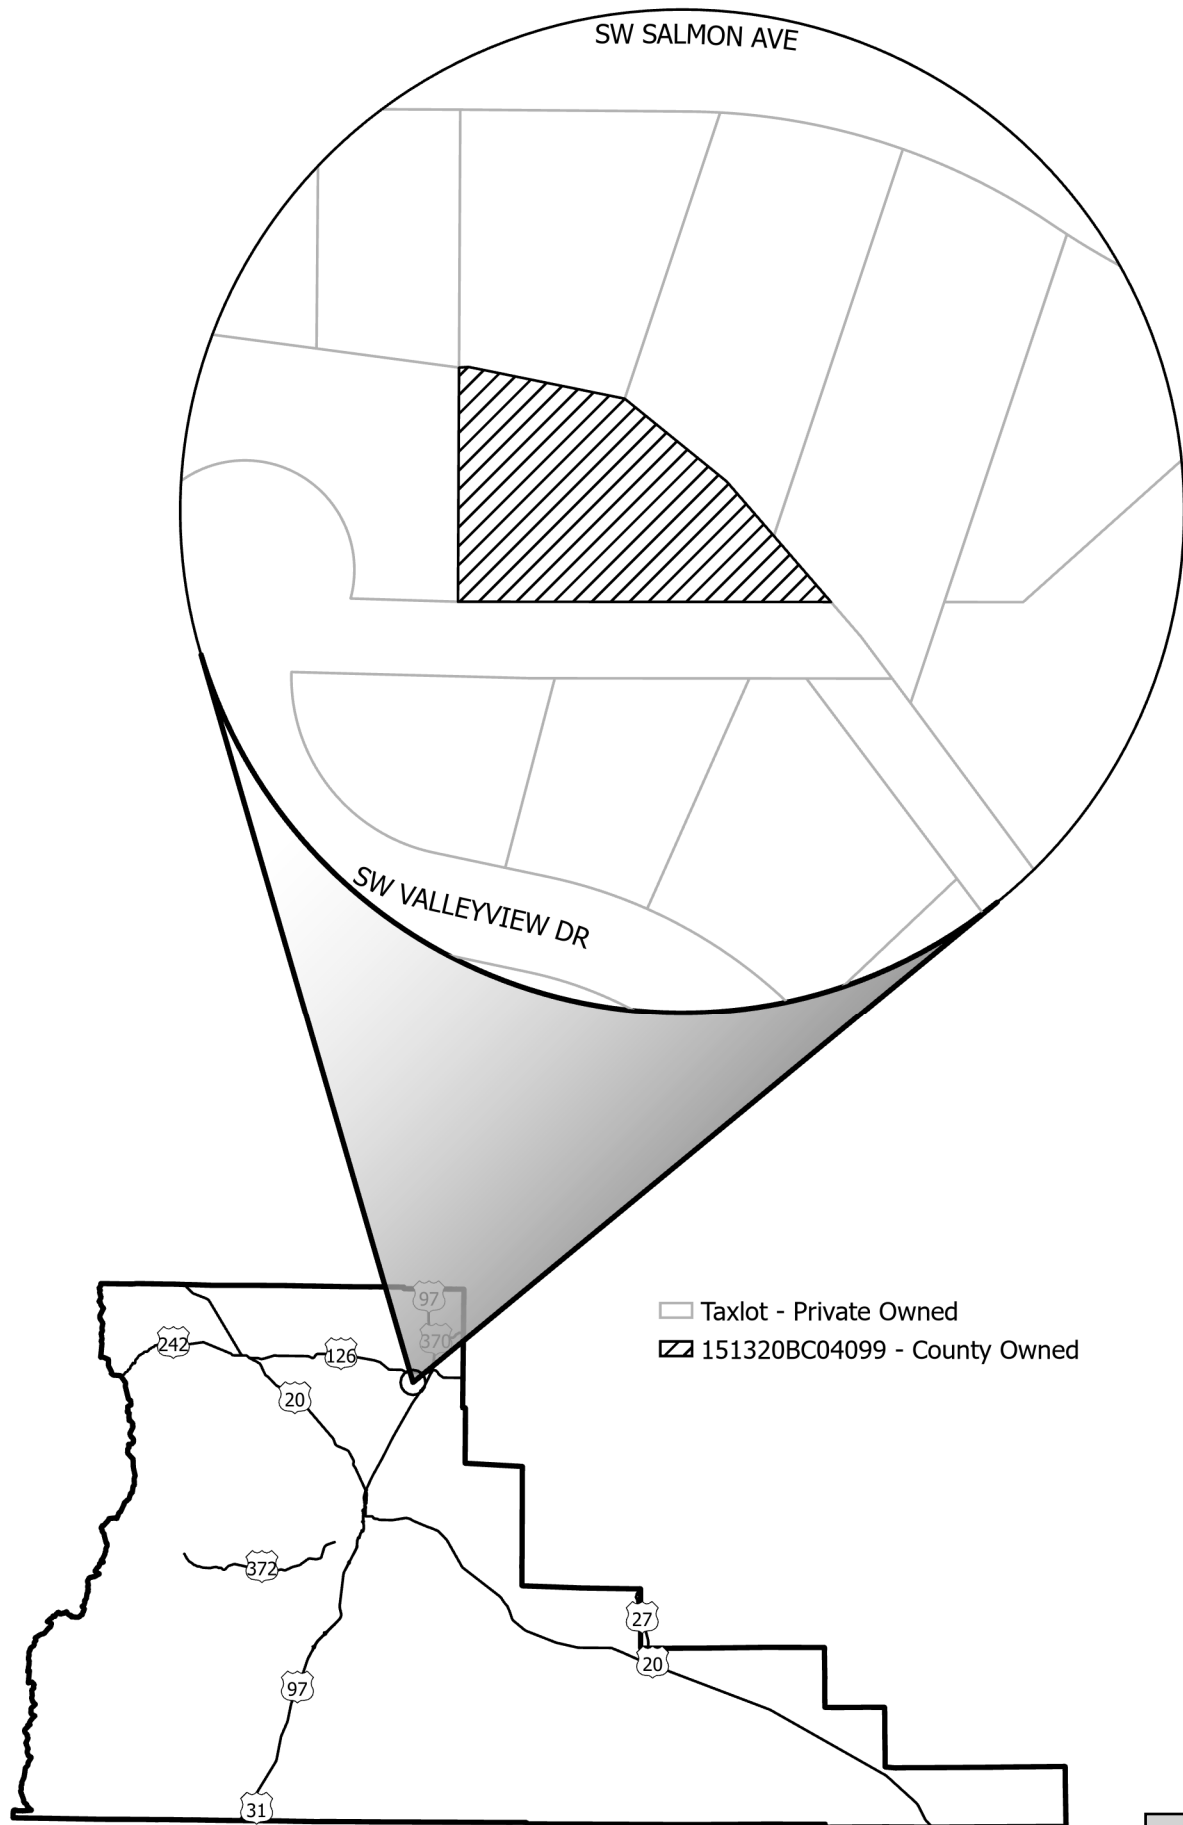 SW SALMON AVE
SW VALLEYVIEW DR
97
370
242
126
20
Taxlot - Private Owned
151320BC04099 - County Owned
372
27
20
97
31